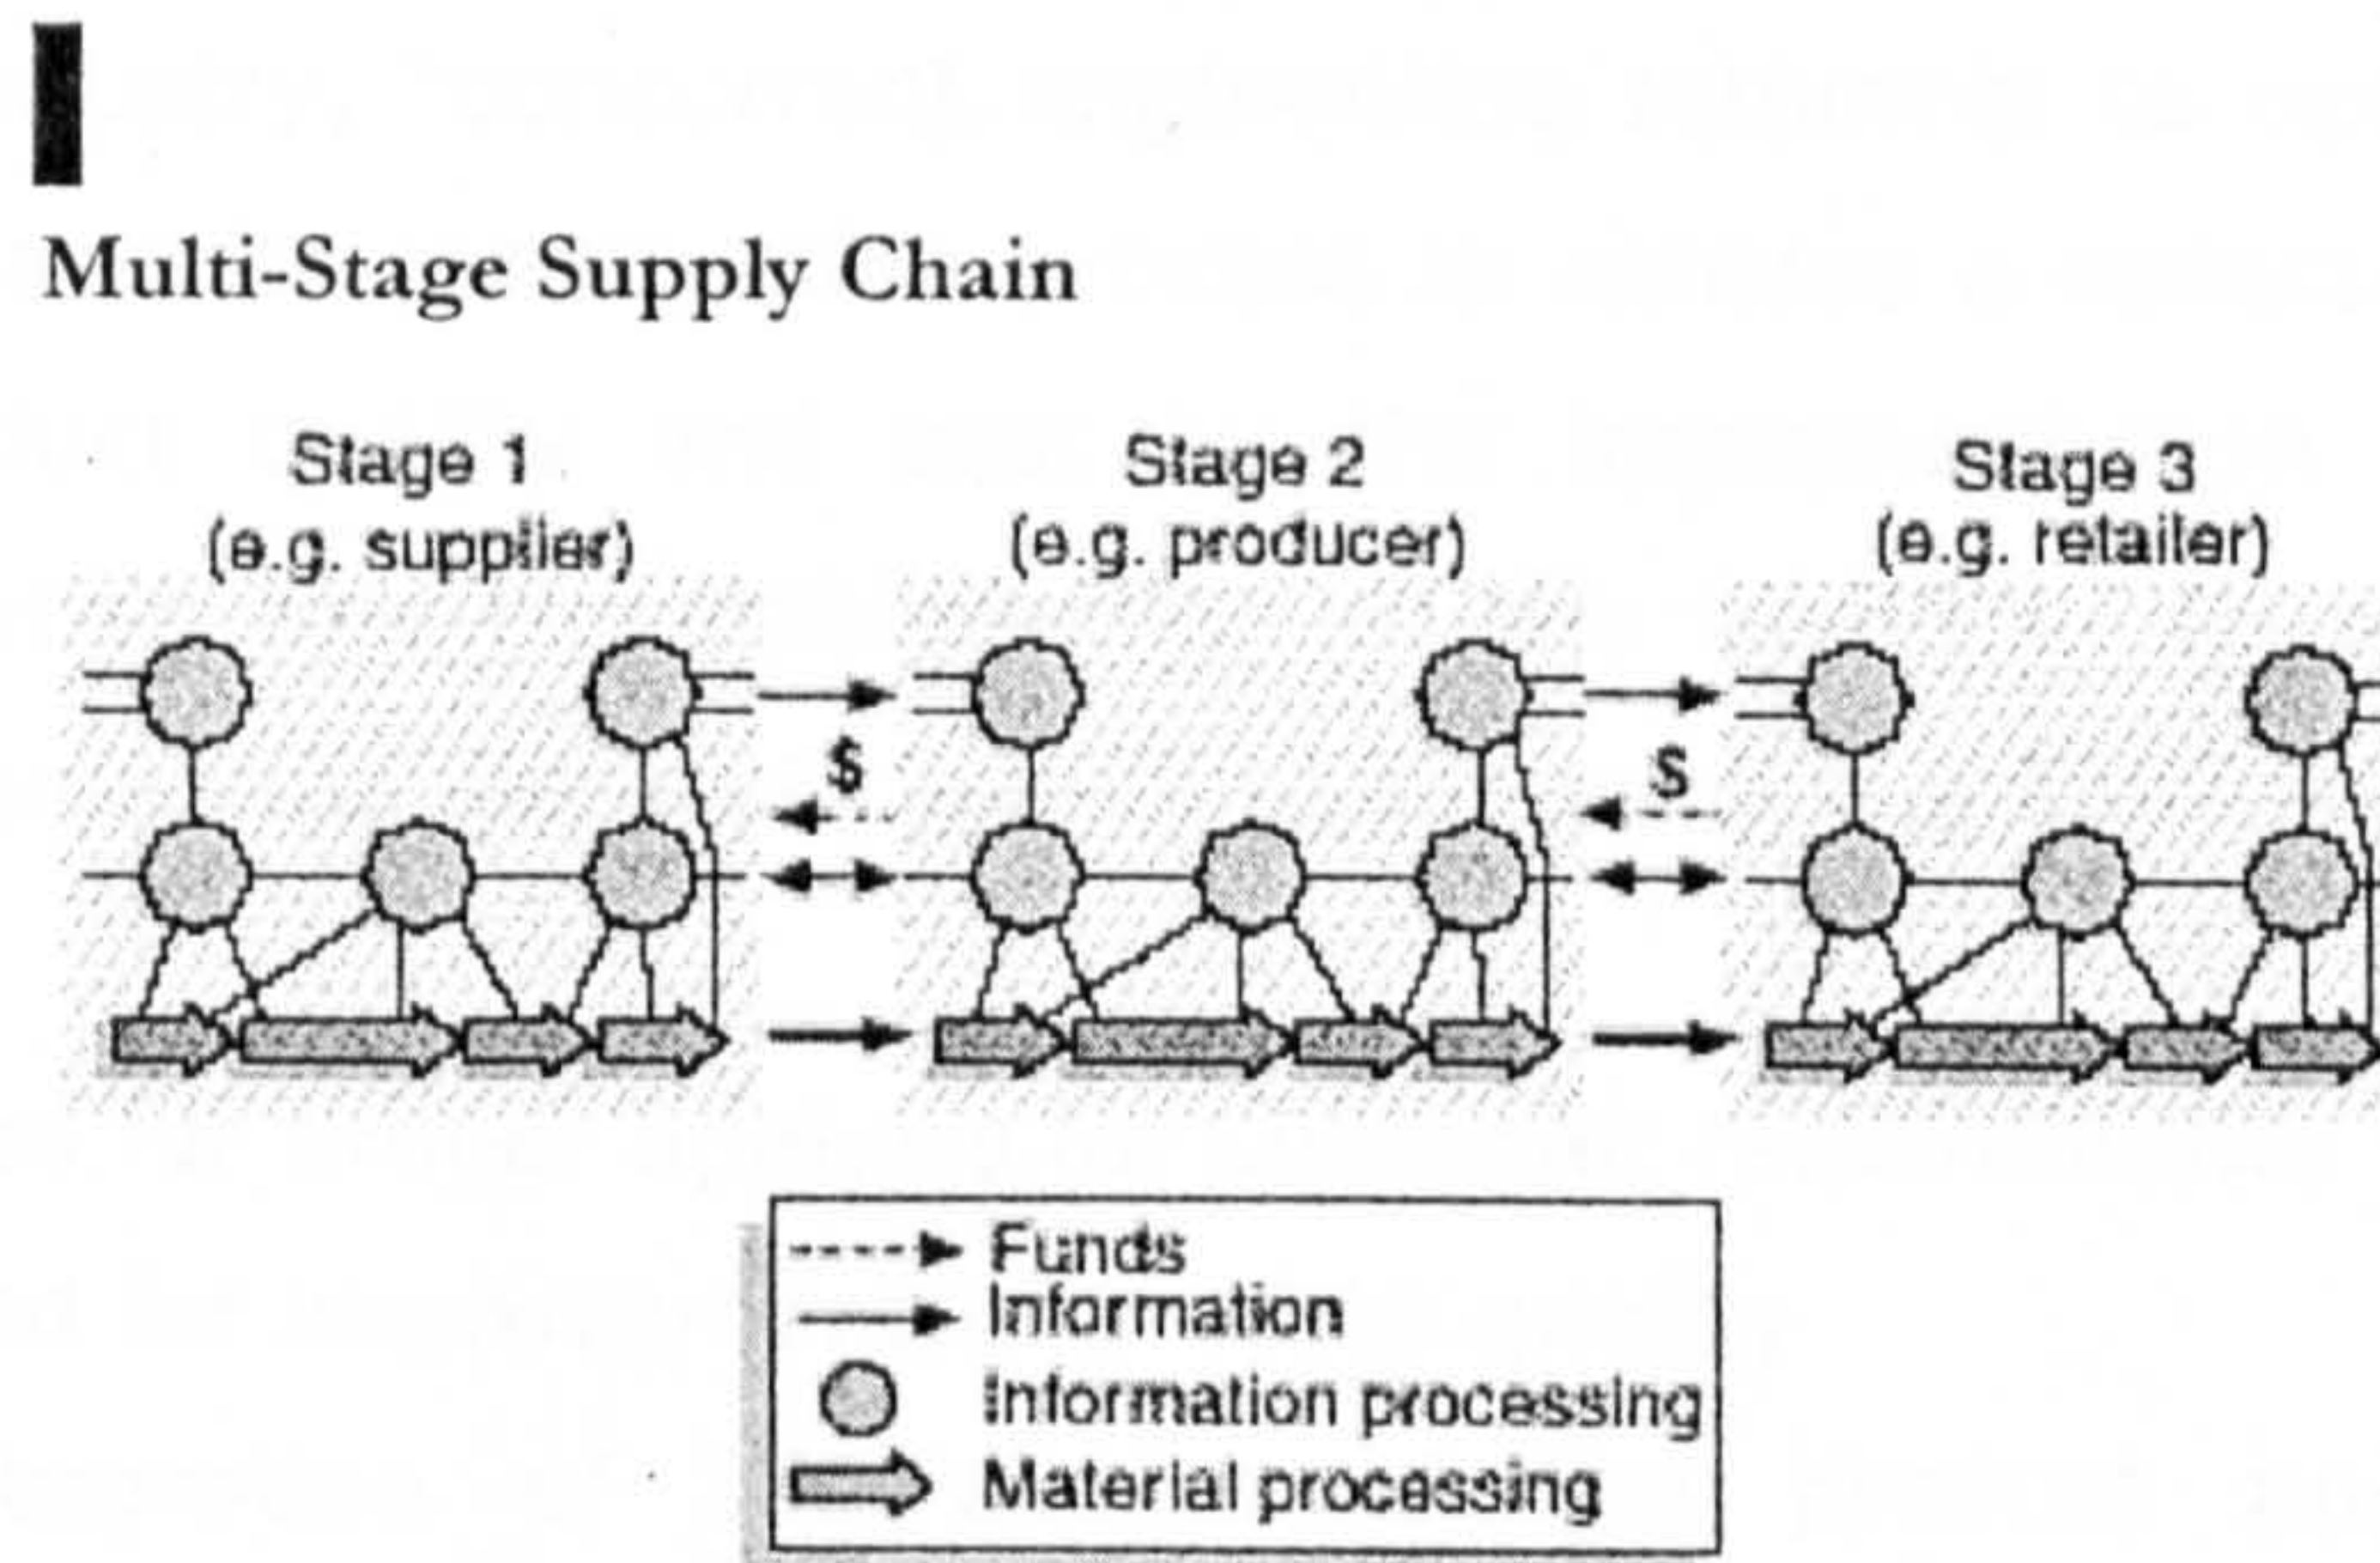 Multi-Stage Supply Chain
Stage 1
(e.g. supplier)
Stage 2
(e.g. producer)
Stage 3
(e.g. retailer)
$
$
Funds
Information
Information processing
Material processing